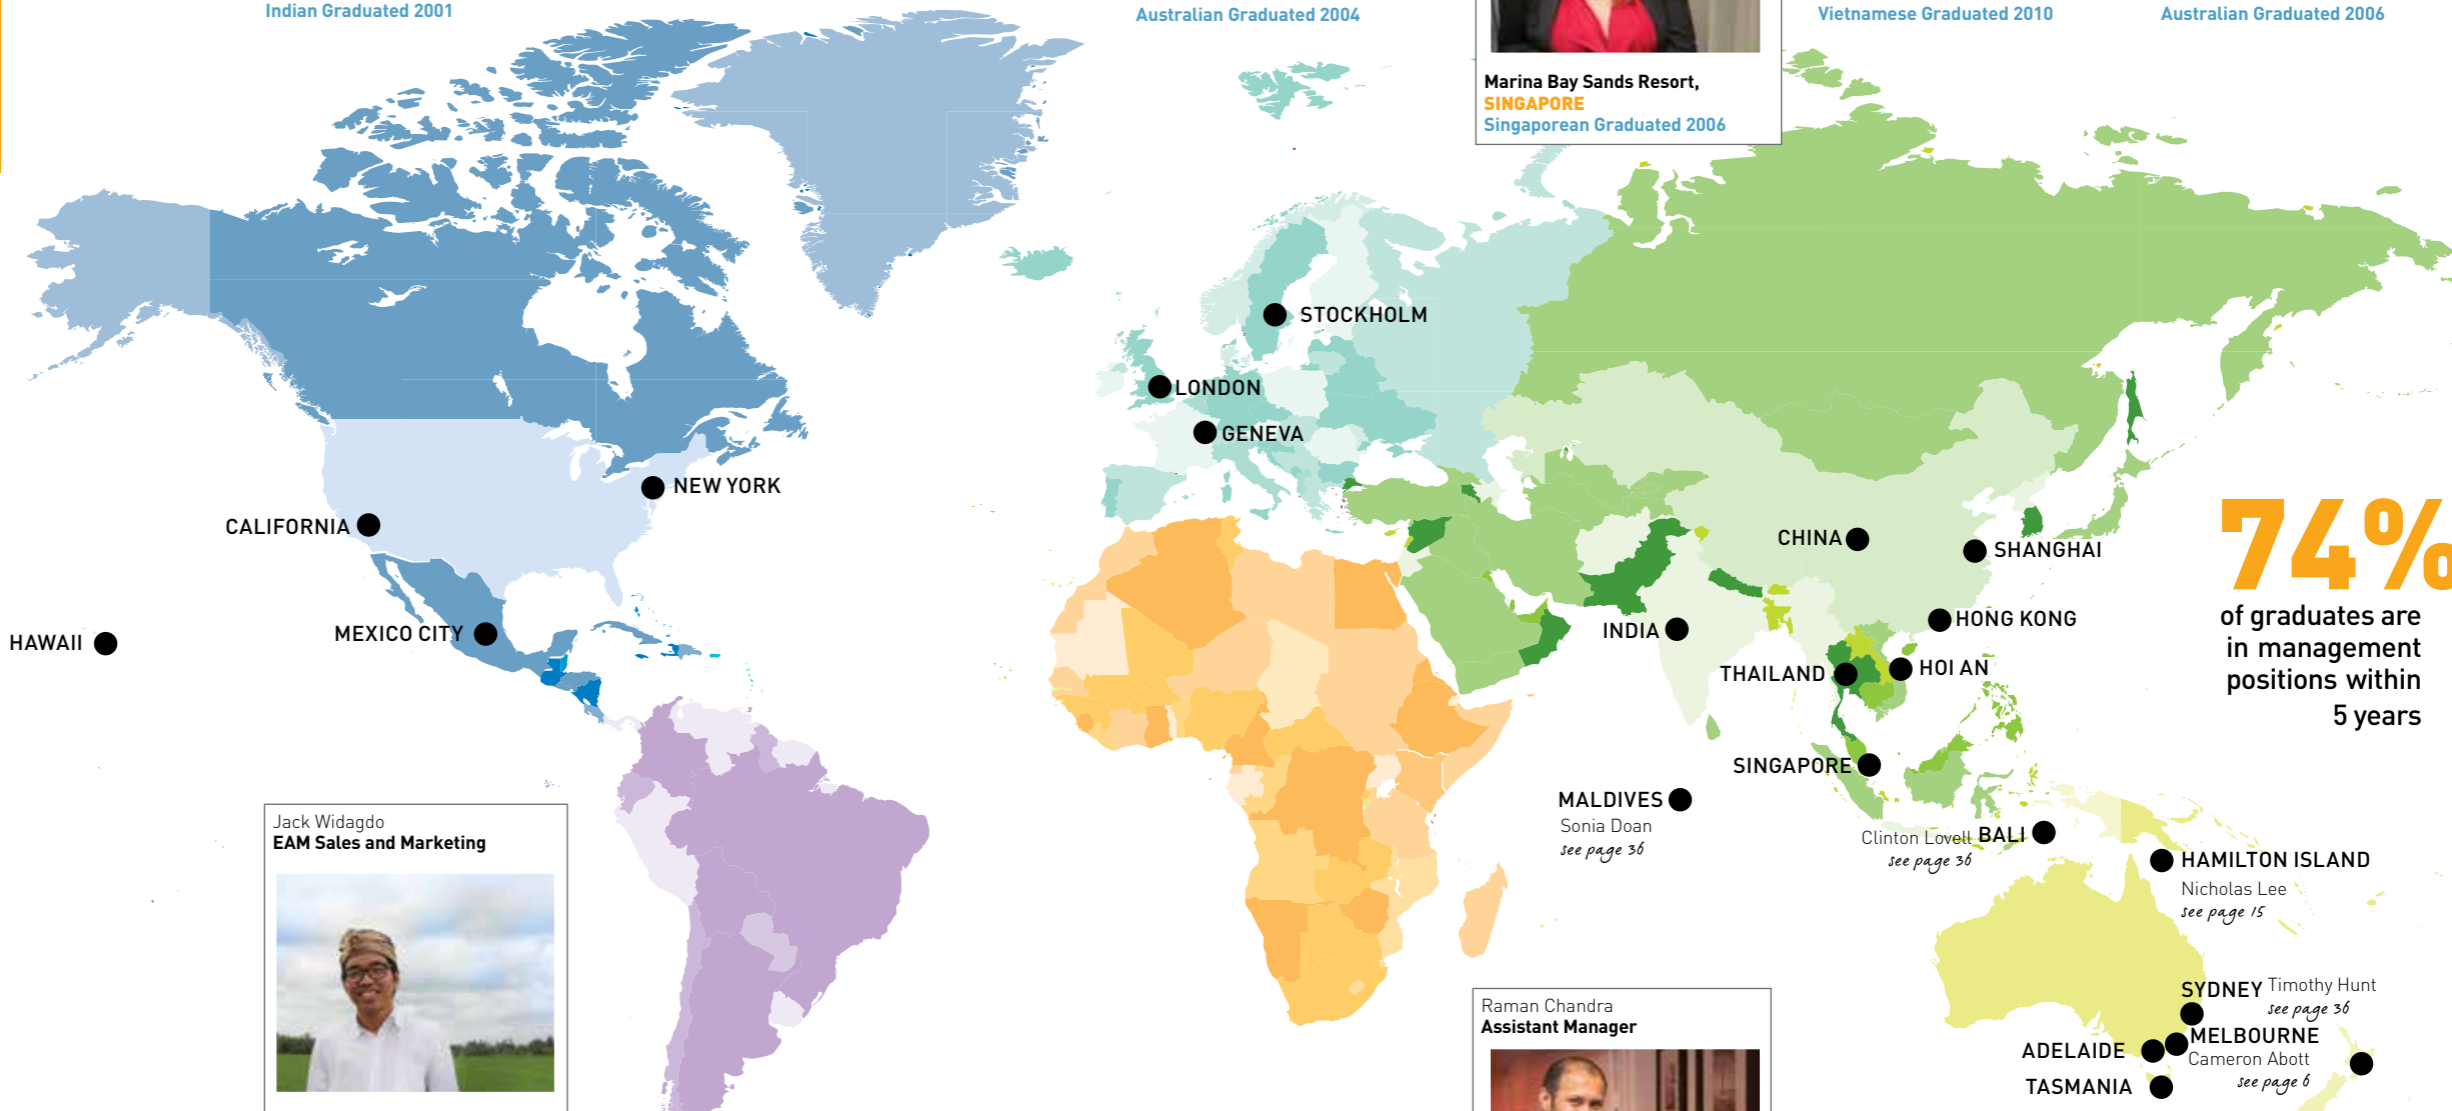 Indian Graduated 2001
Australian Graduated 2004
Vietnamese Graduated 2010
Australian Graduated 2006
Marina Bay Sands Resort,
SINGAPORE
Singaporean Graduated 2006
STOCKHOLM
LONDON
GENEVA
NEW YORK
CALIFORNIA
MEXICO CITY
HAWAII
CHINA
SHANGHAI
HONG KONG
INDIA
THAILAND
HOI AN
SINGAPORE
74%
of graduates are
in management
positions within
5 years
MALDIVES
Sonia Doan
see page 36
Clinton Lovell BALI
see page 36
HAMILTON ISLAND
Nicholas Lee
see page 15
SYDNEY Timothy Hunt
see page 36
MELBOURNE
Cameron Abott
see page 6
ADELAIDE
TASMANIA
Jack Widagdo
EAM Sales and Marketing
Raman Chandra
Assistant Manager